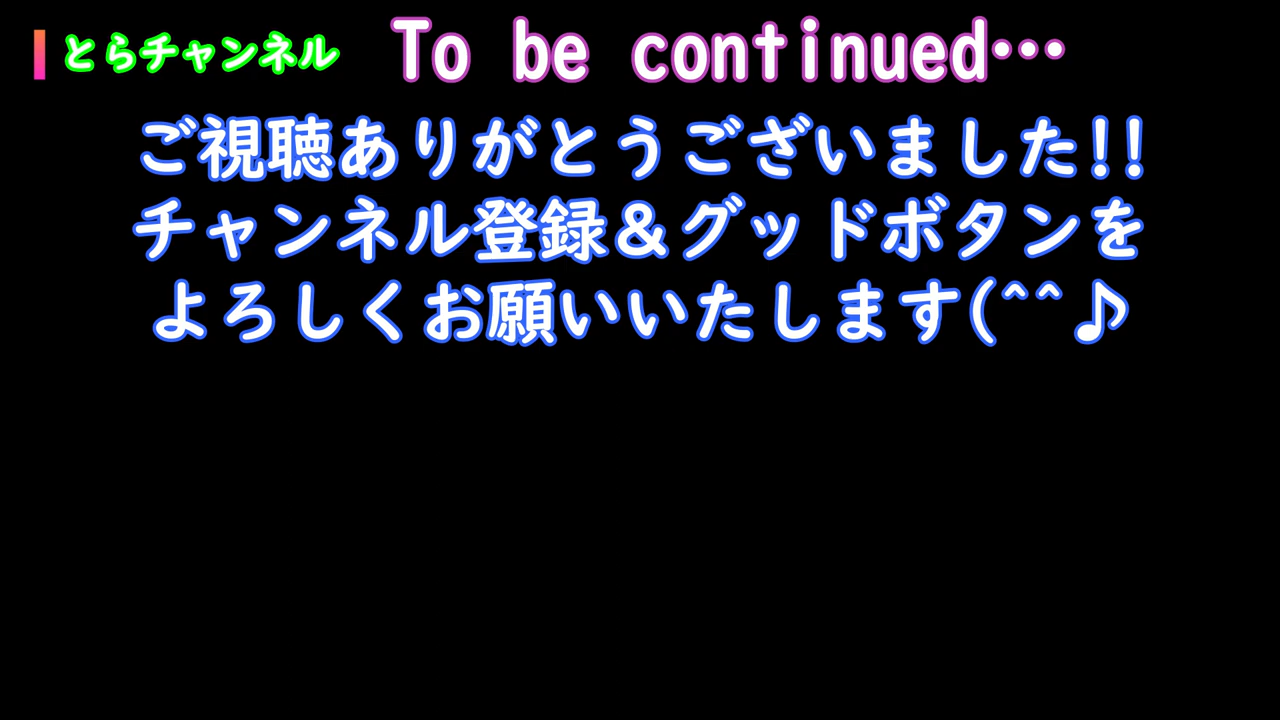 とらチャンネル To be continued…
ご視聴ありがとうございました!!
チャンネル登録＆グッドボタンを
よろしくお願いいたします(^^♪